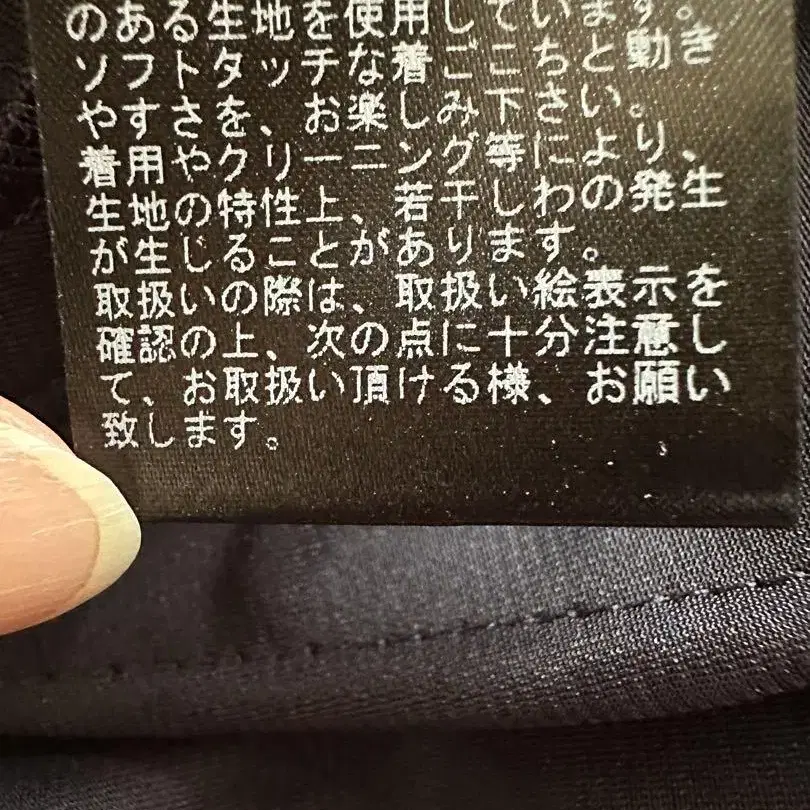 のある生地を使用しています。
ソフトタッチな着ごこちと動き
やすさを、お楽しみ下さい。
着用やクリーニング等により、
生地の特性上、若干しわの発生
が生じることがあります。
取扱いの際は、取扱い絵表示を
確認の上、次の点に十分注意し
て、お取扱い頂ける様、お願い
致します。